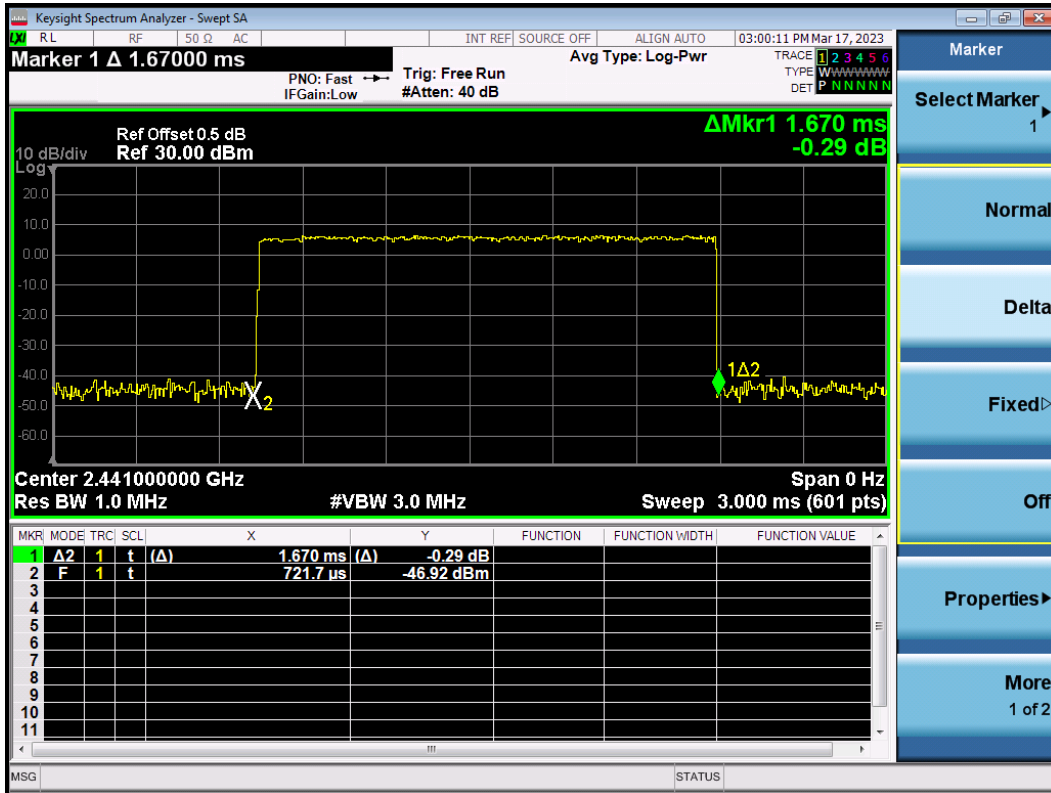 Keysight Spectrum Analyzer - Swept SA
LXI RL RF 50 Ω AC INT REF SOURCE OFF ALIGN AUTO 03:00:11 PM Mar 17, 2023
Marker 1 Δ 1.67000 ms
PNO: Fast
IFGain:Low
Trig: Free Run
#Atten: 40 dB
Avg Type: Log-Pwr
TRACE 1 2 3 4 5 6
TYPE WWWWWW
DET P N N N N N
ΔMkr1 1.670 ms
-0.29 dB
Ref Offset 0.5 dB
10 dB/div Ref 30.00 dBm
Log
20.0
10.0
0.00
-10.0
-20.0
-30.0
-40.0
-50.0
-60.0
1Δ2
X2
Center 2.441000000 GHz Span 0 Hz
Res BW 1.0 MHz #VBW 3.0 MHz Sweep 3.000 ms (601 pts)
MKR MODE TRC SCL X Y FUNCTION FUNCTION WIDTH FUNCTION VALUE
1 Δ2 1 t (Δ) 1.670 ms (Δ) -0.29 dB
2 F 1 t 721.7 µs -46.92 dBm
3
4
5
6
7
8
9
10
11
MSG STATUS
Marker
Select Marker
1
Normal
Delta
Fixed
Off
Properties
More
1 of 2